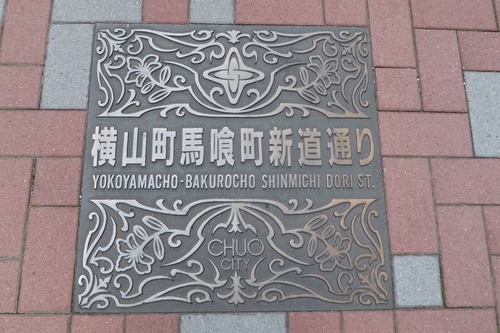 横山町馬喰町新道通り
YOKOYAMACHO-BAKUROCHO SHINMICHI DORI ST.
CHUO
CITY